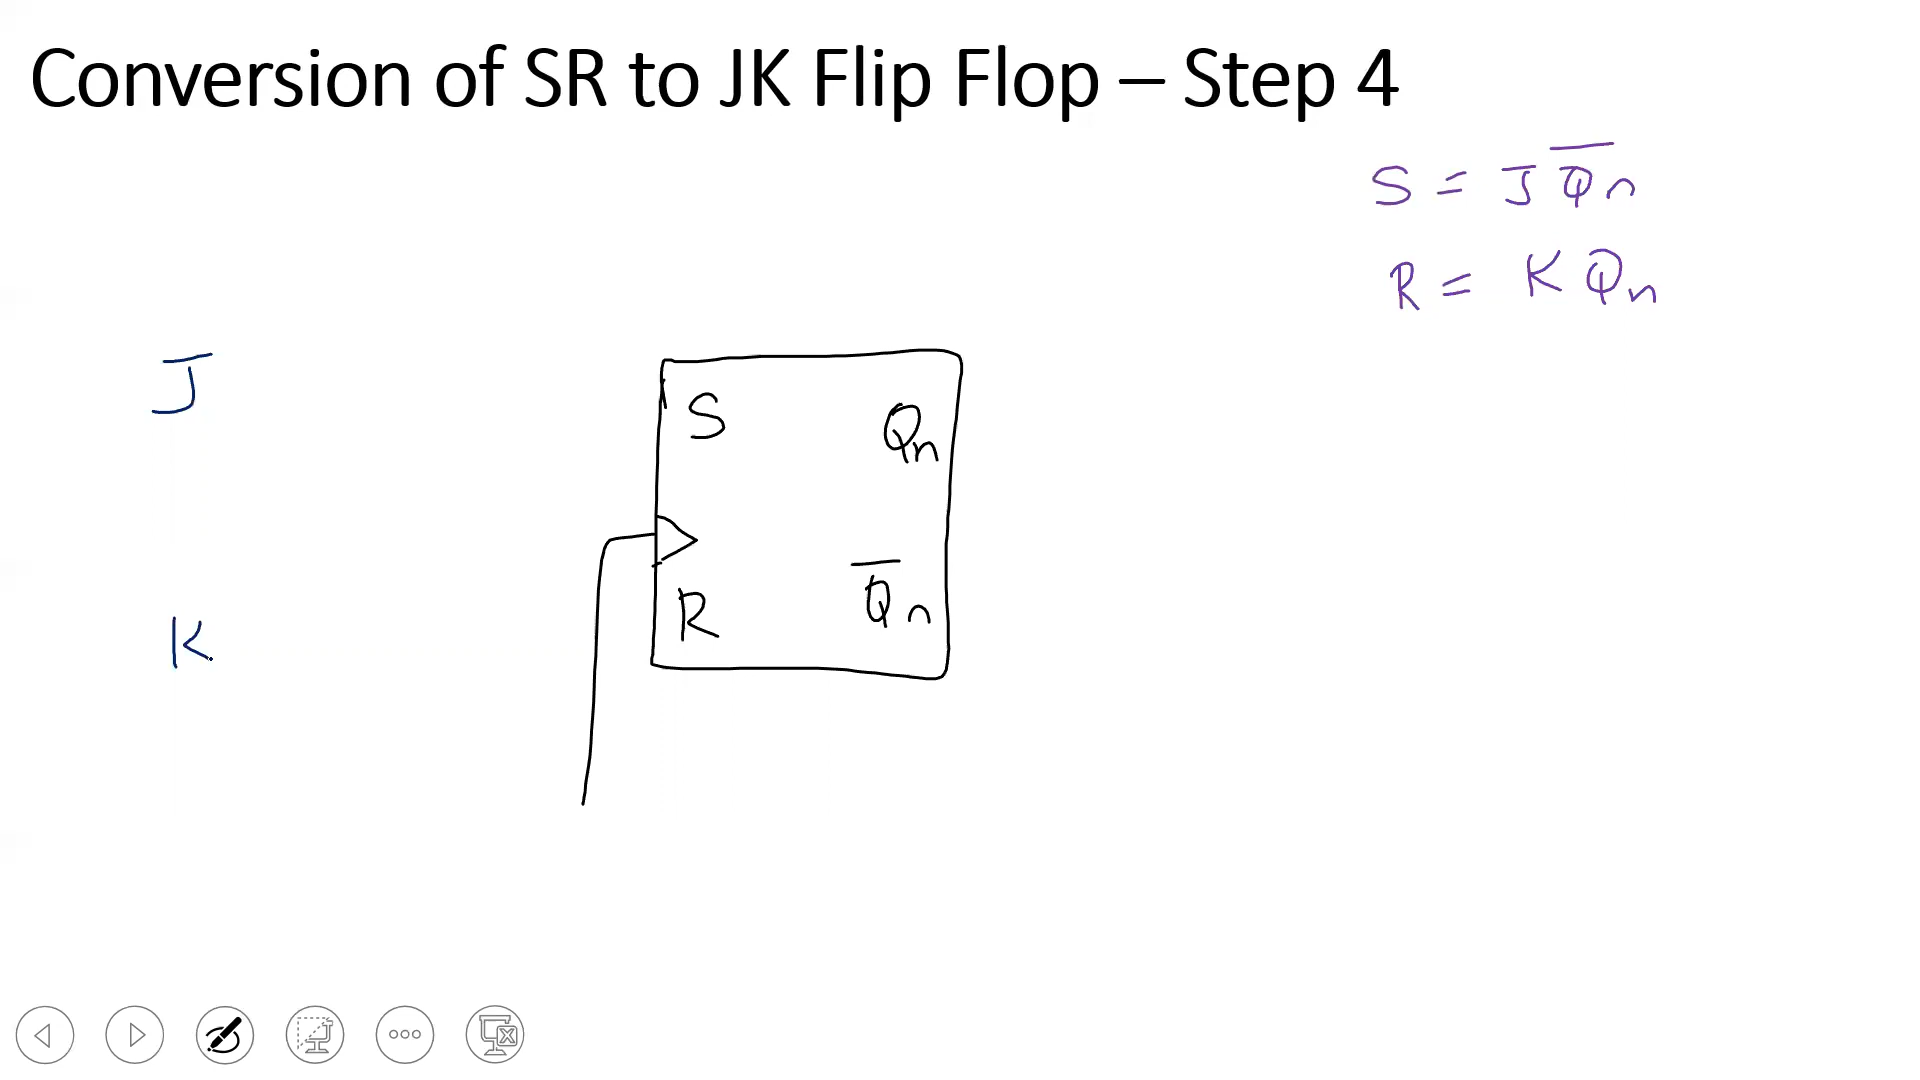 Conversion of SR to JK Flip Flop – Step 4
S = J Q̅n
R = K Qn
J
S Qn
K
R Q̅n